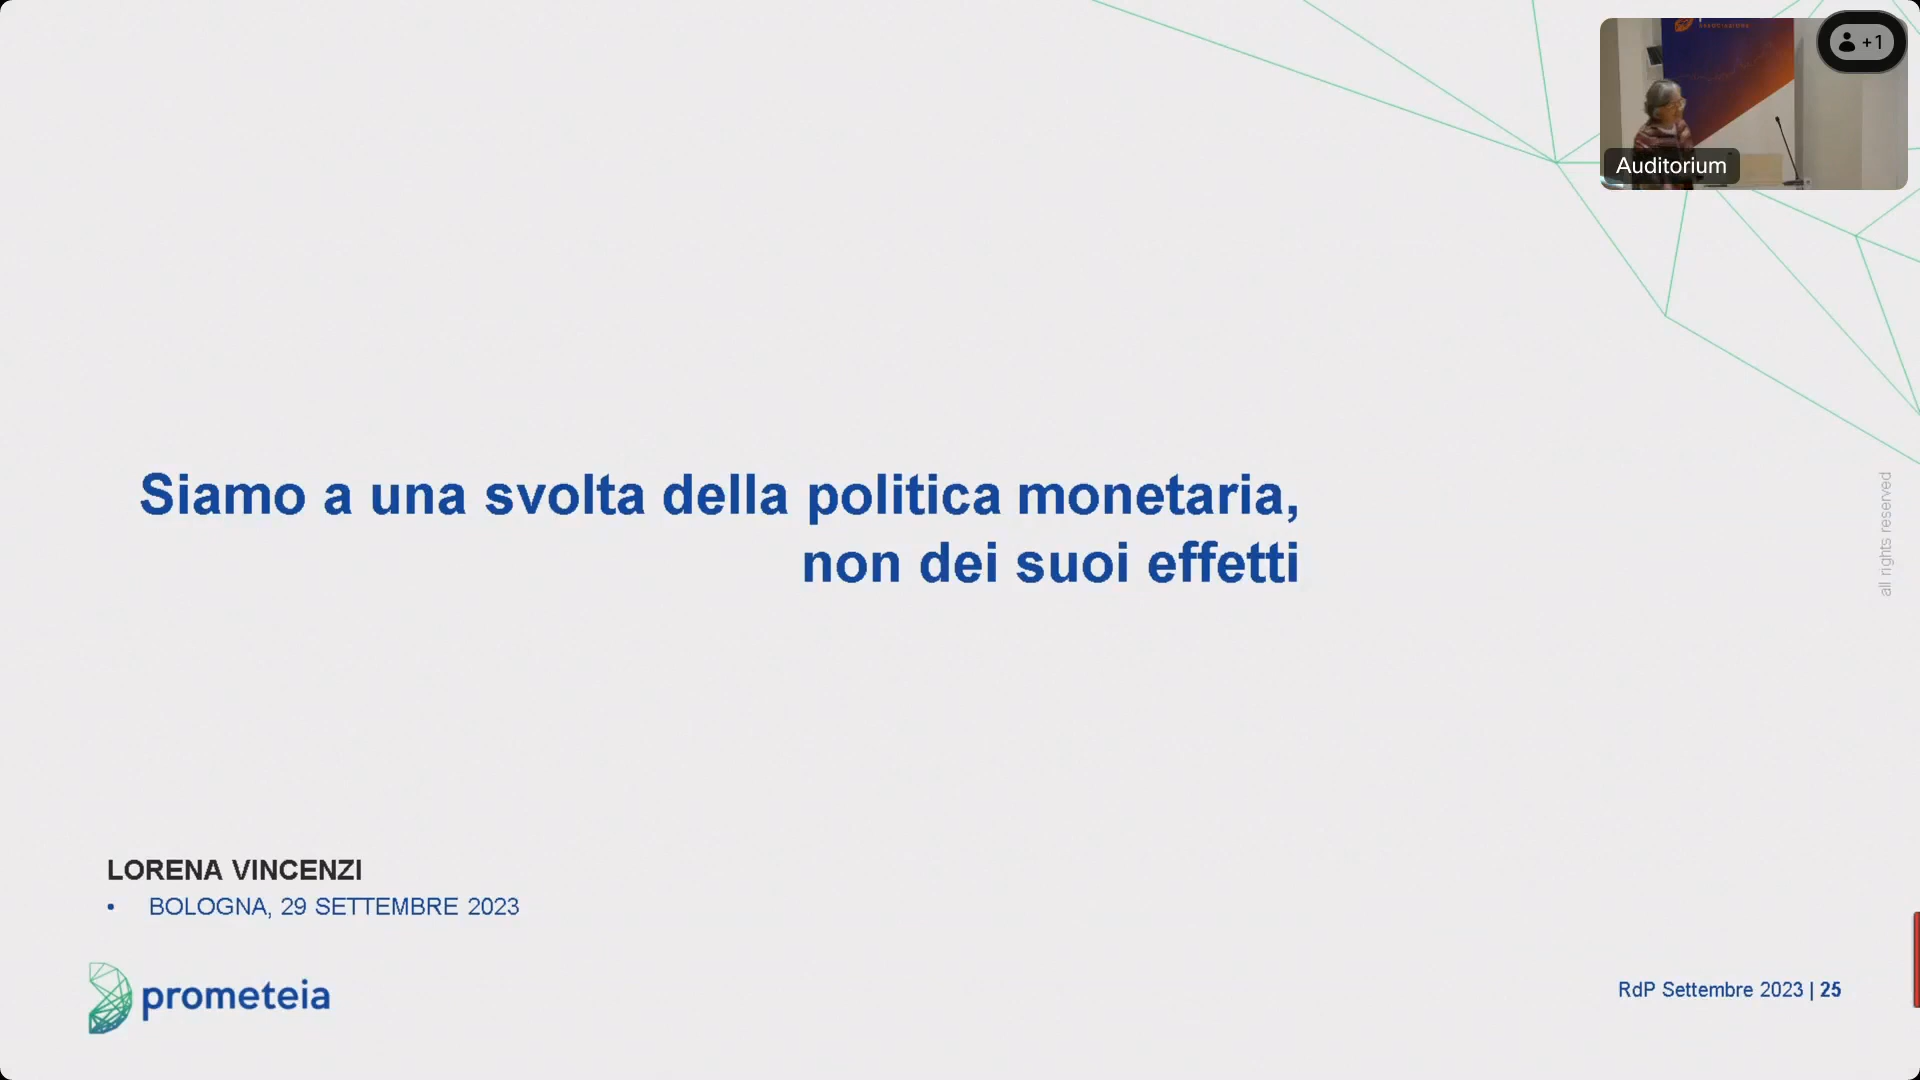 +1
Auditorium
Siamo a una svolta della politica monetaria,
non dei suoi effetti
all rights reserved
LORENA VINCENZI
• BOLOGNA, 29 SETTEMBRE 2023
prometeia
RdP Settembre 2023 | 25